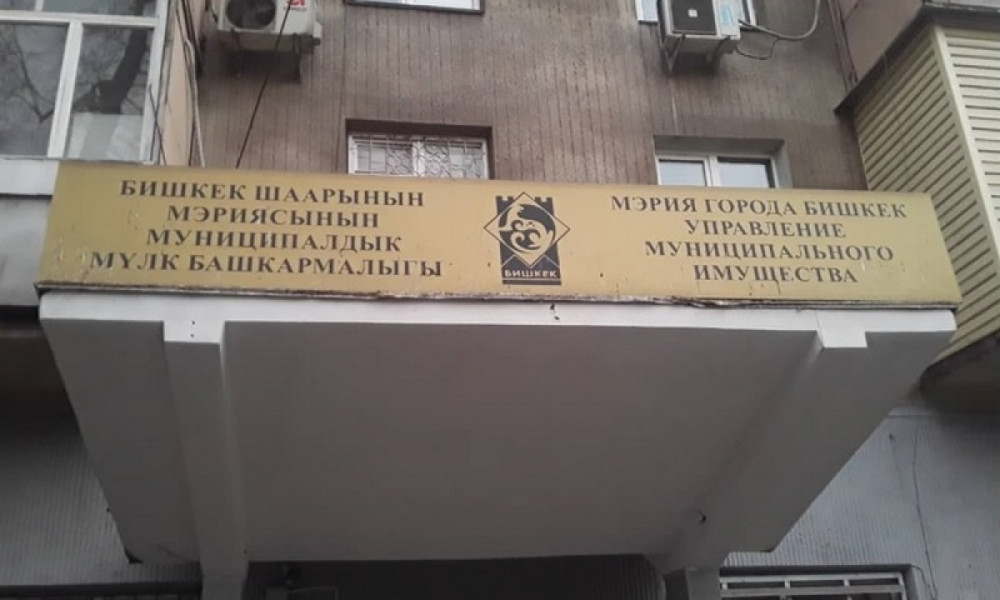 БИШКЕК ШААРЫНЫН
МЭРИЯСЫНЫН
МУНИЦИПАЛДЫК
МҮЛК БАШКАРМАЛЫГЫ
БИШКЕК
МЭРИЯ ГОРОДА БИШКЕК
УПРАВЛЕНИЕ
МУНИЦИПАЛЬНОГО
ИМУЩЕСТВА